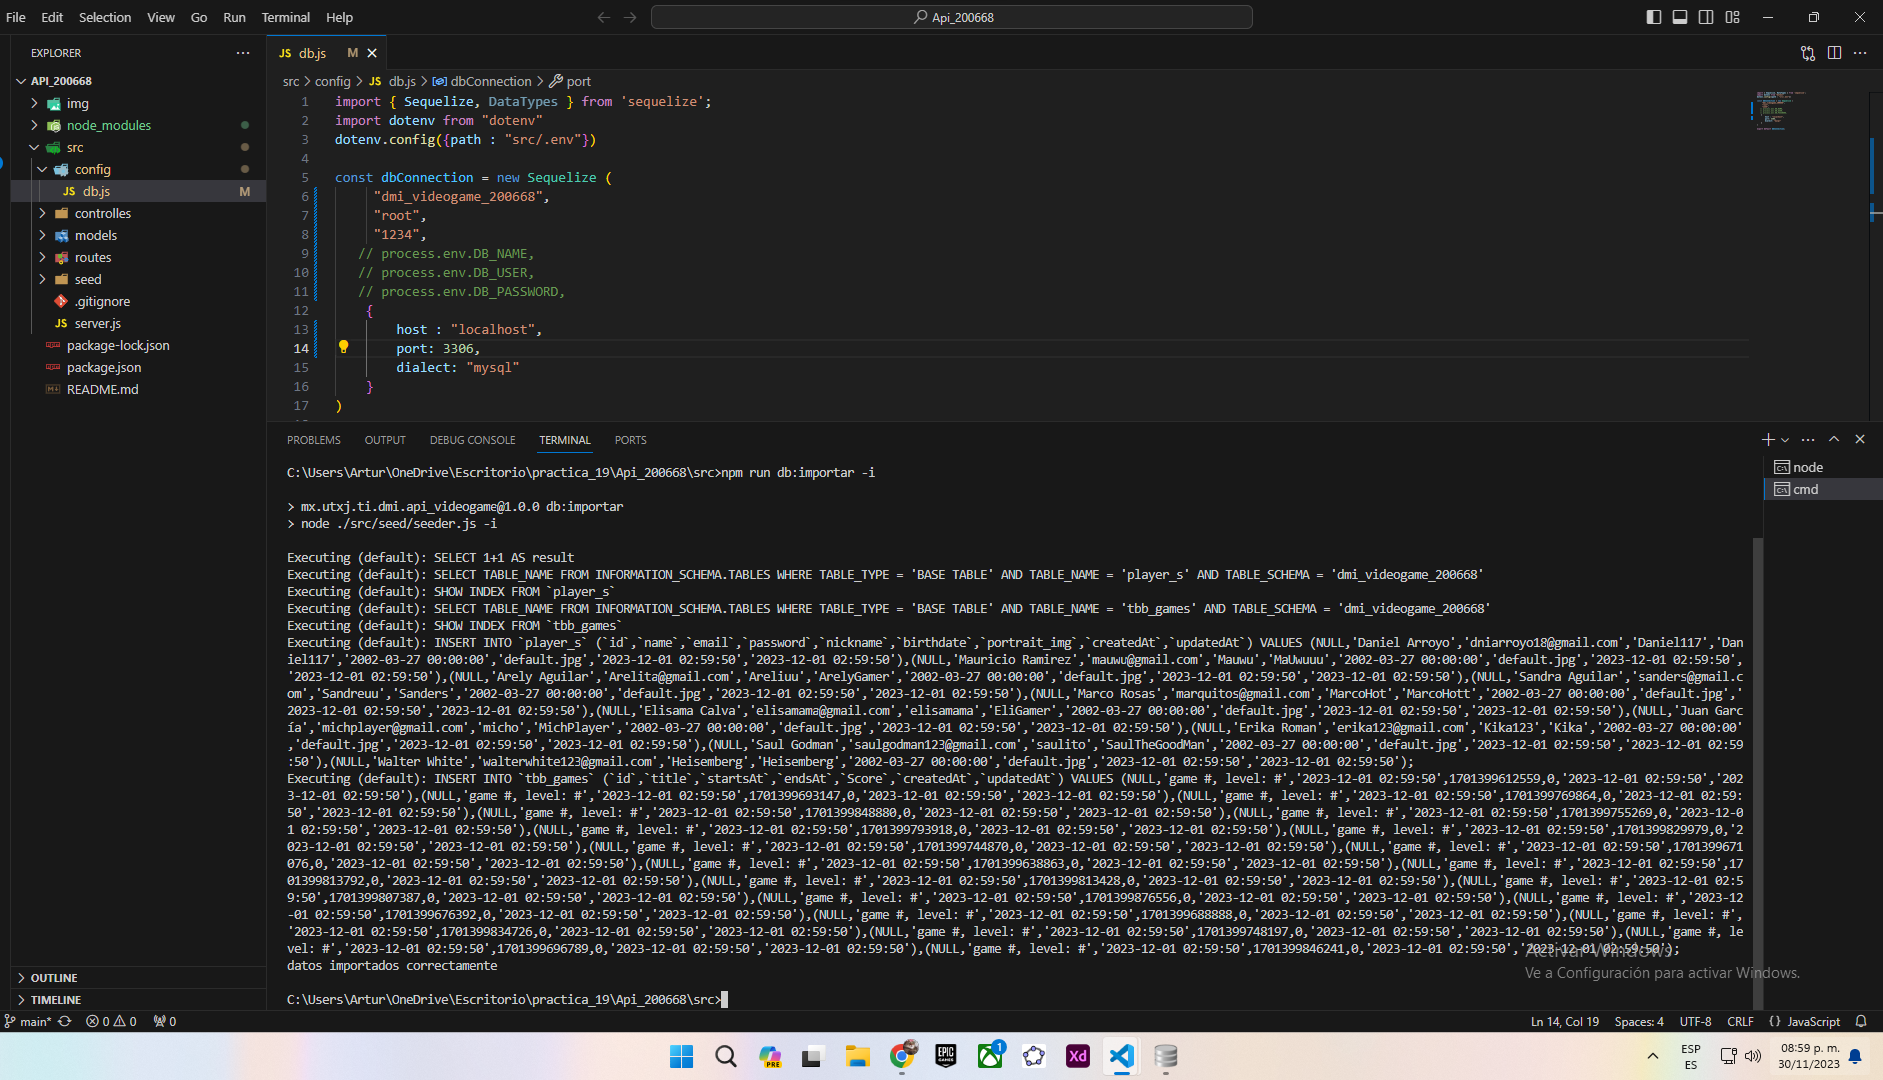 File Edit Selection View Go Run Terminal Help
Api_200668
EXPLORER
API_200668
img
node_modules
src
config
JS db.js M
controlles
models
routes
seed
.gitignore
JS server.js
package-lock.json
package.json
README.md
OUTLINE
TIMELINE
JS db.js M
src > config > JS db.js > dbConnection > port
1 import { Sequelize, DataTypes } from 'sequelize';
2 import dotenv from "dotenv"
3 dotenv.config({path : "src/.env"})
4
5 const dbConnection = new Sequelize (
6 "dmi_videogame_200668",
7 "root",
8 "1234",
9 // process.env.DB_NAME,
10 // process.env.DB_USER,
11 // process.env.DB_PASSWORD,
12 {
13 host : "localhost",
14 port: 3306,
15 dialect: "mysql"
16 }
17 )
PROBLEMS OUTPUT DEBUG CONSOLE TERMINAL PORTS
node
cmd
C:\Users\Artur\OneDrive\Escritorio\practica_19\Api_200668\src>npm run db:importar -i
> mx.utxj.ti.dmi.api_videogame@1.0.0 db:importar
> node ./src/seed/seeder.js -i
Executing (default): SELECT 1+1 AS result
Executing (default): SELECT TABLE_NAME FROM INFORMATION_SCHEMA.TABLES WHERE TABLE_TYPE = 'BASE TABLE' AND TABLE_NAME = 'player_s' AND TABLE_SCHEMA = 'dmi_videogame_200668'
Executing (default): SHOW INDEX FROM `player_s`
Executing (default): SELECT TABLE_NAME FROM INFORMATION_SCHEMA.TABLES WHERE TABLE_TYPE = 'BASE TABLE' AND TABLE_NAME = 'tbb_games' AND TABLE_SCHEMA = 'dmi_videogame_200668'
Executing (default): SHOW INDEX FROM `tbb_games`
Executing (default): INSERT INTO `player_s` (`id`,`name`,`email`,`password`,`nickname`,`birthdate`,`portrait_img`,`createdAt`,`updatedAt`) VALUES (NULL,'Daniel Arroyo','dniarroyo18@gmail.com','Daniel117','Dan
iel117','2002-03-27 00:00:00','default.jpg','2023-12-01 02:59:50','2023-12-01 02:59:50'),(NULL,'Mauricio Ramirez','mauwu@gmail.com','Mauwu','MaUwuuu','2002-03-27 00:00:00','default.jpg','2023-12-01 02:59:50',
'2023-12-01 02:59:50'),(NULL,'Arely Aguilar','Arelita@gmail.com','Areliuu','ArelyGamer','2002-03-27 00:00:00','default.jpg','2023-12-01 02:59:50','2023-12-01 02:59:50'),(NULL,'Sandra Aguilar','sanders@gmail.c
om','Sandreuu','Sanders','2002-03-27 00:00:00','default.jpg','2023-12-01 02:59:50','2023-12-01 02:59:50'),(NULL,'Marco Rosas','marquitos@gmail.com','MarcoHot','MarcoHott','2002-03-27 00:00:00','default.jpg','
2023-12-01 02:59:50','2023-12-01 02:59:50'),(NULL,'Elisama Calva','elisamama@gmail.com','elisamama','EliGamer','2002-03-27 00:00:00','default.jpg','2023-12-01 02:59:50','2023-12-01 02:59:50'),(NULL,'Juan Garc
ía','michplayer@gmail.com','micho','MichPlayer','2002-03-27 00:00:00','default.jpg','2023-12-01 02:59:50','2023-12-01 02:59:50'),(NULL,'Erika Roman','erika123@gmail.com','Kika123','Kika','2002-03-27 00:00:00'
,'default.jpg','2023-12-01 02:59:50','2023-12-01 02:59:50'),(NULL,'Saul Godman','saulgodman123@gmail.com','saulito','SaulTheGoodMan','2002-03-27 00:00:00','default.jpg','2023-12-01 02:59:50','2023-12-01 02:59
:50'),(NULL,'Walter White','walterwhite123@gmail.com','Heisemberg','Heisemberg','2002-03-27 00:00:00','default.jpg','2023-12-01 02:59:50','2023-12-01 02:59:50');
Executing (default): INSERT INTO `tbb_games` (`id`,`title`,`startsAt`,`endsAt`,`Score`,`createdAt`,`updatedAt`) VALUES (NULL,'game #, level: #','2023-12-01 02:59:50',1701399612559,0,'2023-12-01 02:59:50','202
3-12-01 02:59:50'),(NULL,'game #, level: #','2023-12-01 02:59:50',1701399693147,0,'2023-12-01 02:59:50','2023-12-01 02:59:50'),(NULL,'game #, level: #','2023-12-01 02:59:50',1701399769864,0,'2023-12-01 02:59:
50','2023-12-01 02:59:50'),(NULL,'game #, level: #','2023-12-01 02:59:50',1701399848880,0,'2023-12-01 02:59:50','2023-12-01 02:59:50'),(NULL,'game #, level: #','2023-12-01 02:59:50',1701399755269,0,'2023-12-0
1 02:59:50','2023-12-01 02:59:50'),(NULL,'game #, level: #','2023-12-01 02:59:50',1701399793918,0,'2023-12-01 02:59:50','2023-12-01 02:59:50'),(NULL,'game #, level: #','2023-12-01 02:59:50',1701399829979,0,'2
023-12-01 02:59:50','2023-12-01 02:59:50'),(NULL,'game #, level: #','2023-12-01 02:59:50',1701399744870,0,'2023-12-01 02:59:50','2023-12-01 02:59:50'),(NULL,'game #, level: #','2023-12-01 02:59:50',1701399671
076,0,'2023-12-01 02:59:50','2023-12-01 02:59:50'),(NULL,'game #, level: #','2023-12-01 02:59:50',1701399638863,0,'2023-12-01 02:59:50','2023-12-01 02:59:50'),(NULL,'game #, level: #','2023-12-01 02:59:50',17
01399813792,0,'2023-12-01 02:59:50','2023-12-01 02:59:50'),(NULL,'game #, level: #','2023-12-01 02:59:50',1701399813428,0,'2023-12-01 02:59:50','2023-12-01 02:59:50'),(NULL,'game #, level: #','2023-12-01 02:5
9:50',1701399807387,0,'2023-12-01 02:59:50','2023-12-01 02:59:50'),(NULL,'game #, level: #','2023-12-01 02:59:50',1701399876556,0,'2023-12-01 02:59:50','2023-12-01 02:59:50'),(NULL,'game #, level: #','2023-12
-01 02:59:50',1701399676392,0,'2023-12-01 02:59:50','2023-12-01 02:59:50'),(NULL,'game #, level: #','2023-12-01 02:59:50',1701399688888,0,'2023-12-01 02:59:50','2023-12-01 02:59:50'),(NULL,'game #, level: #',
'2023-12-01 02:59:50',1701399834726,0,'2023-12-01 02:59:50','2023-12-01 02:59:50'),(NULL,'game #, level: #','2023-12-01 02:59:50',1701399748197,0,'2023-12-01 02:59:50','2023-12-01 02:59:50'),(NULL,'game #, le
vel: #','2023-12-01 02:59:50',1701399696789,0,'2023-12-01 02:59:50','2023-12-01 02:59:50'),(NULL,'game #, level: #','2023-12-01 02:59:50',1701399846241,0,'2023-12-01 02:59:50','2023-12-01 02:59:50');
datos importados correctamente
C:\Users\Artur\OneDrive\Escritorio\practica_19\Api_200668\src>
Activar Windows
Ve a Configuración para activar Windows.
main* 0 0 0
Ln 14, Col 19 Spaces: 4 UTF-8 CRLF {} JavaScript
PRE
EPIC GAMES
1
Xd
ESP
ES
08:59 p. m.
30/11/2023